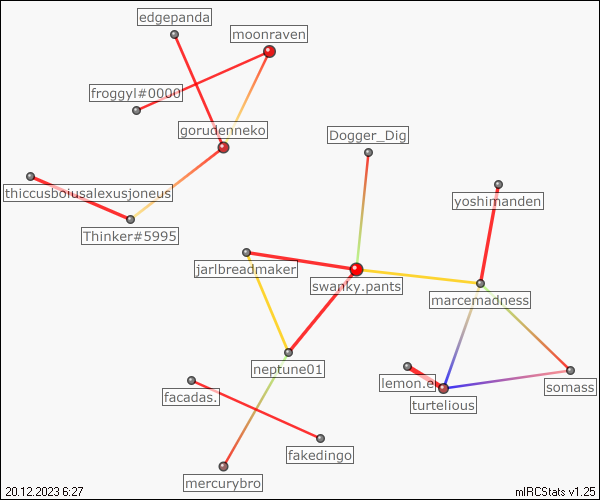 edgepanda
moonraven
froggyl#0000
gorudenneko
Dogger_Dig
thiccusboiusalexusjoneus
yoshimanden
Thinker#5995
jarlbreadmaker
swanky.pants
marcemadness
neptune01
lemon.e
somass
facadas.
turtelious
fakedingo
mercurybro
20.12.2023 6:27
mIRCStats v1.25